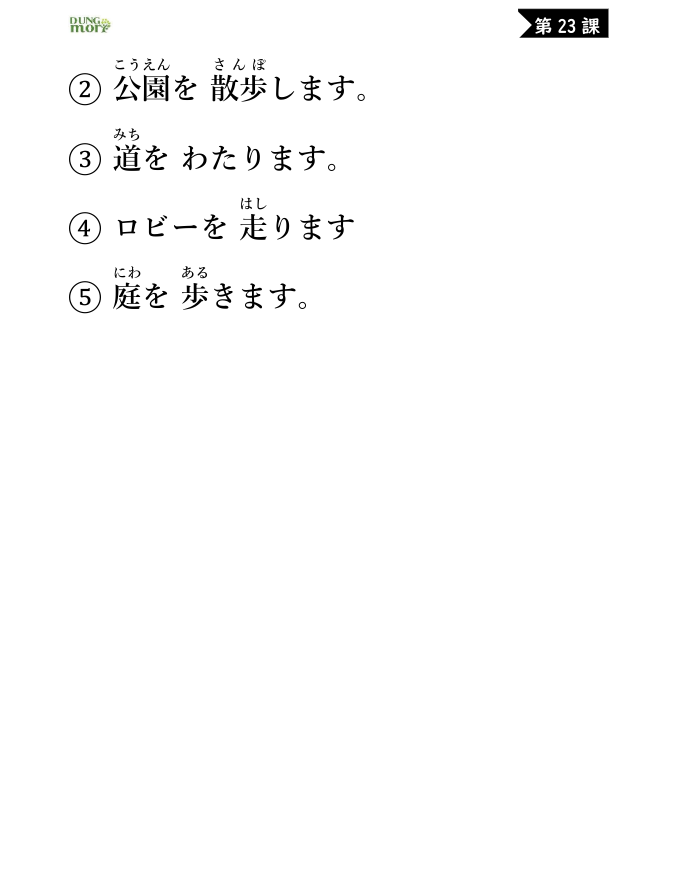 DUNG
mori
第 23 課
こうえん さんぽ
② 公園を 散歩します。
みち
③ 道を わたります。
はし
④ ロビーを 走ります
にわ ある
⑤ 庭を 歩きます。